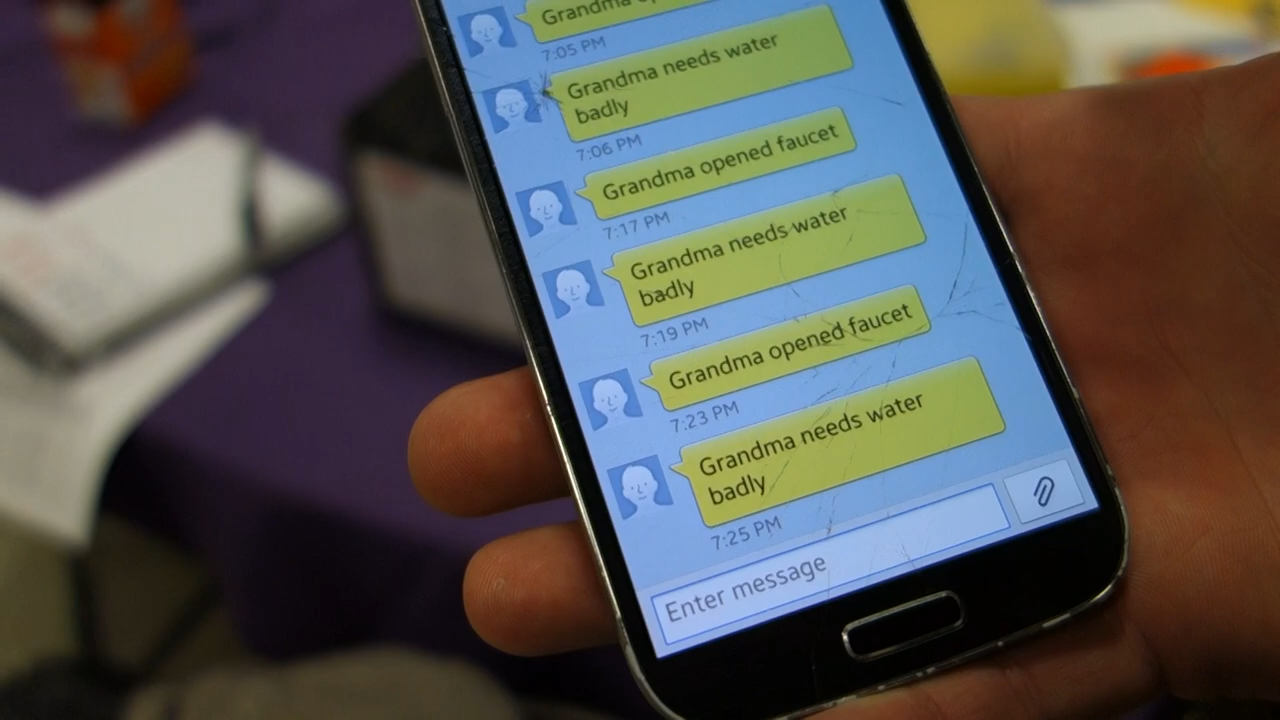 Grandma
7:05 PM
Grandma needs water
badly
7:06 PM
Grandma opened faucet
7:17 PM
Grandma needs water
badly
7:19 PM
Grandma opened faucet
7:23 PM
Grandma needs water
badly
7:25 PM
Enter message